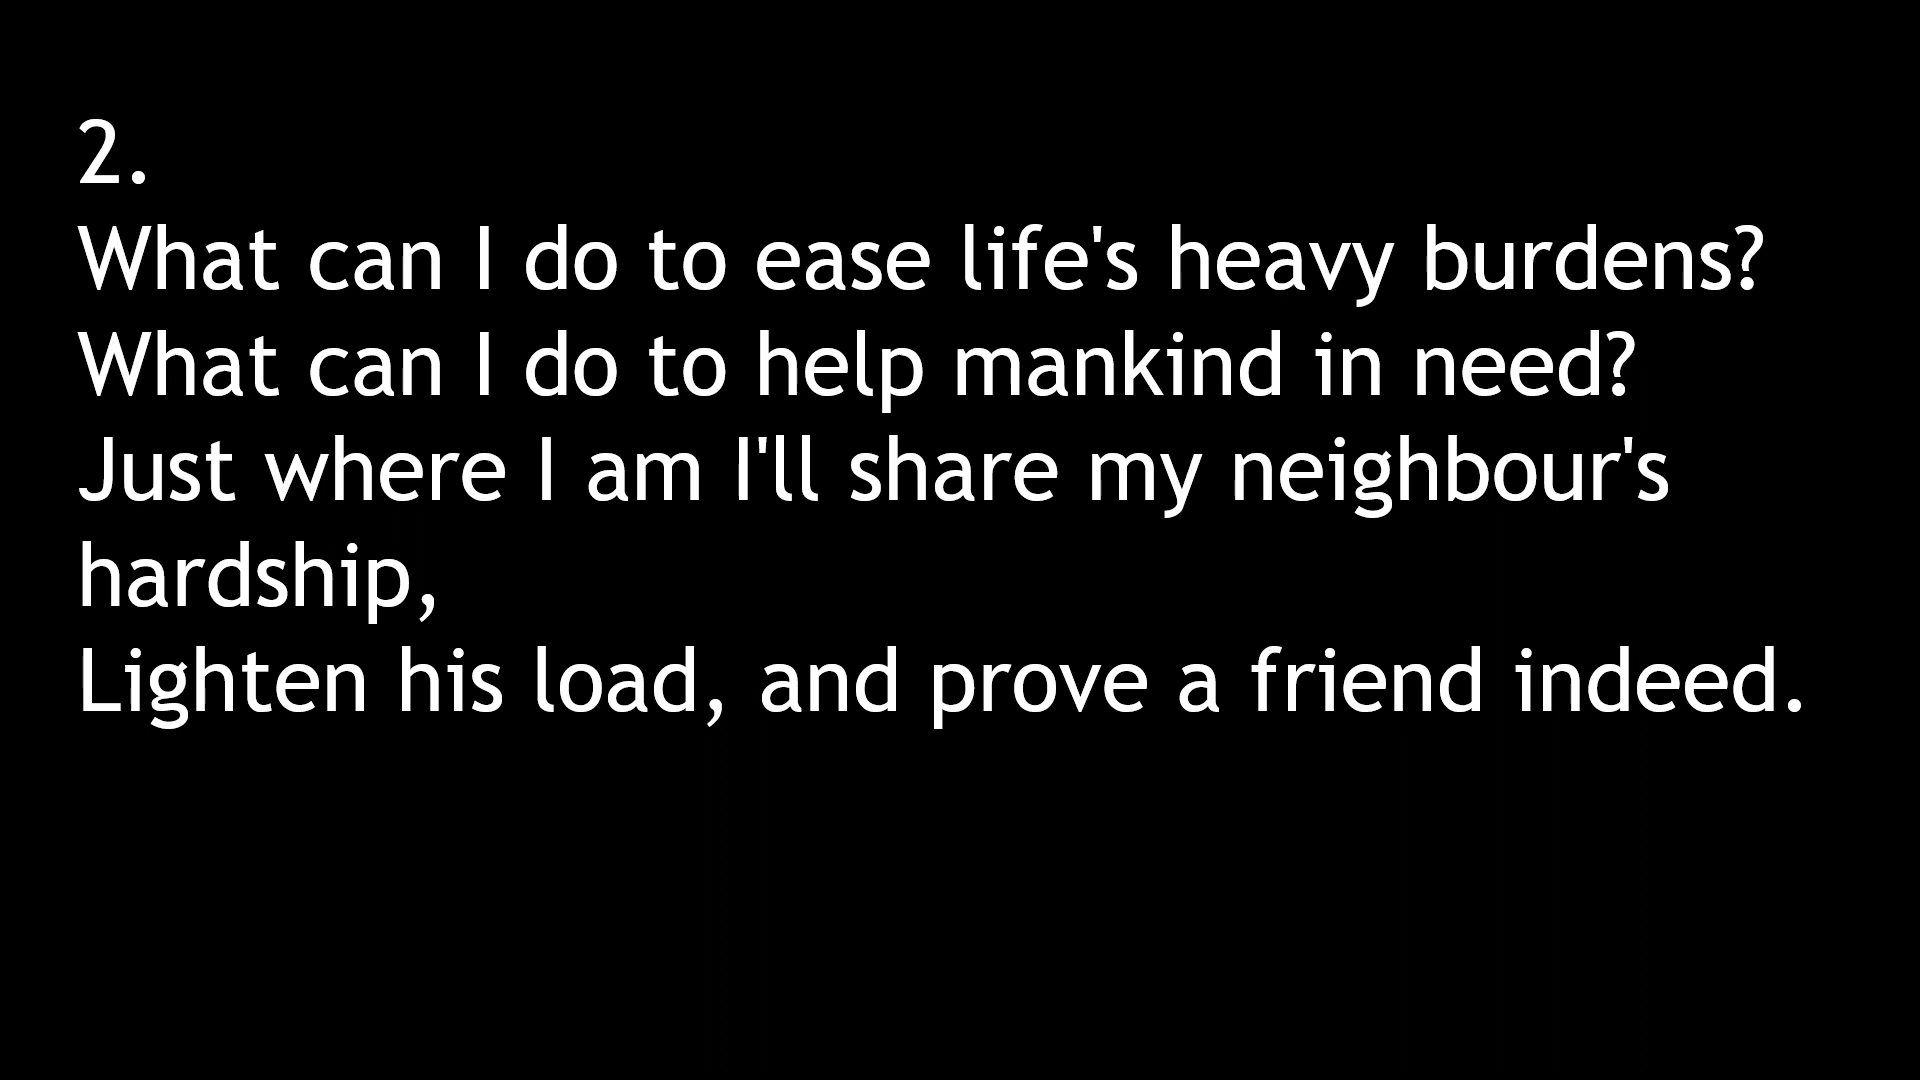 2.
What can I do to ease life's heavy burdens?
What can I do to help mankind in need?
Just where I am I'll share my neighbour's
hardship,
Lighten his load, and prove a friend indeed.